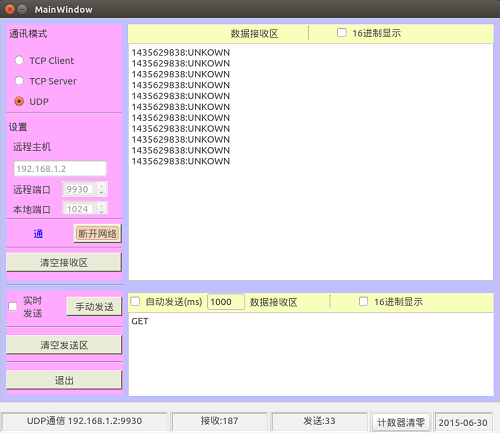 MainWindow
通讯模式
TCP Client
TCP Server
UDP
设置
远程主机
192.168.1.2
远程端口 9930
本地端口 1024
通 断开网络
清空接收区
数据接收区 16进制显示
1435629838:UNKOWN
1435629838:UNKOWN
1435629838:UNKOWN
1435629838:UNKOWN
1435629838:UNKOWN
1435629838:UNKOWN
1435629838:UNKOWN
1435629838:UNKOWN
1435629838:UNKOWN
1435629838:UNKOWN
1435629838:UNKOWN
实时
发送
手动发送
清空发送区
退出
自动发送(ms) 1000 数据接收区 16进制显示
GET
UDP通信 192.168.1.2:9930 接收:187 发送:33 计数器清零 2015-06-30